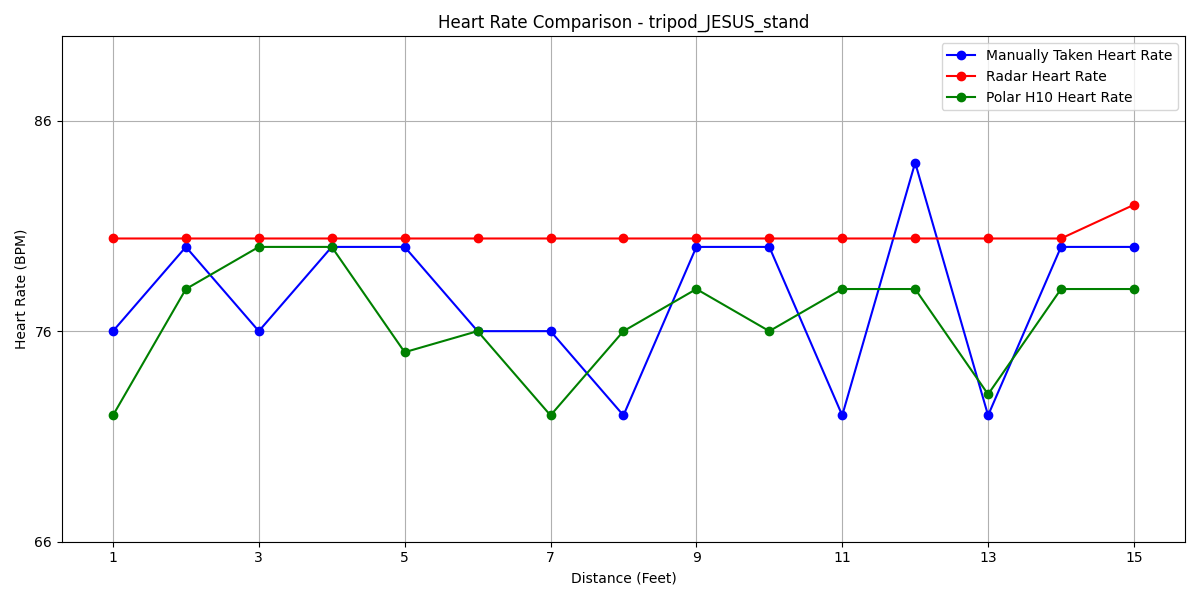 Heart Rate Comparison - tripod_JESUS_stand
Manually Taken Heart Rate
Radar Heart Rate
Polar H10 Heart Rate
86
76
66
Heart Rate (BPM)
1 3 5 7 9 11 13 15
Distance (Feet)